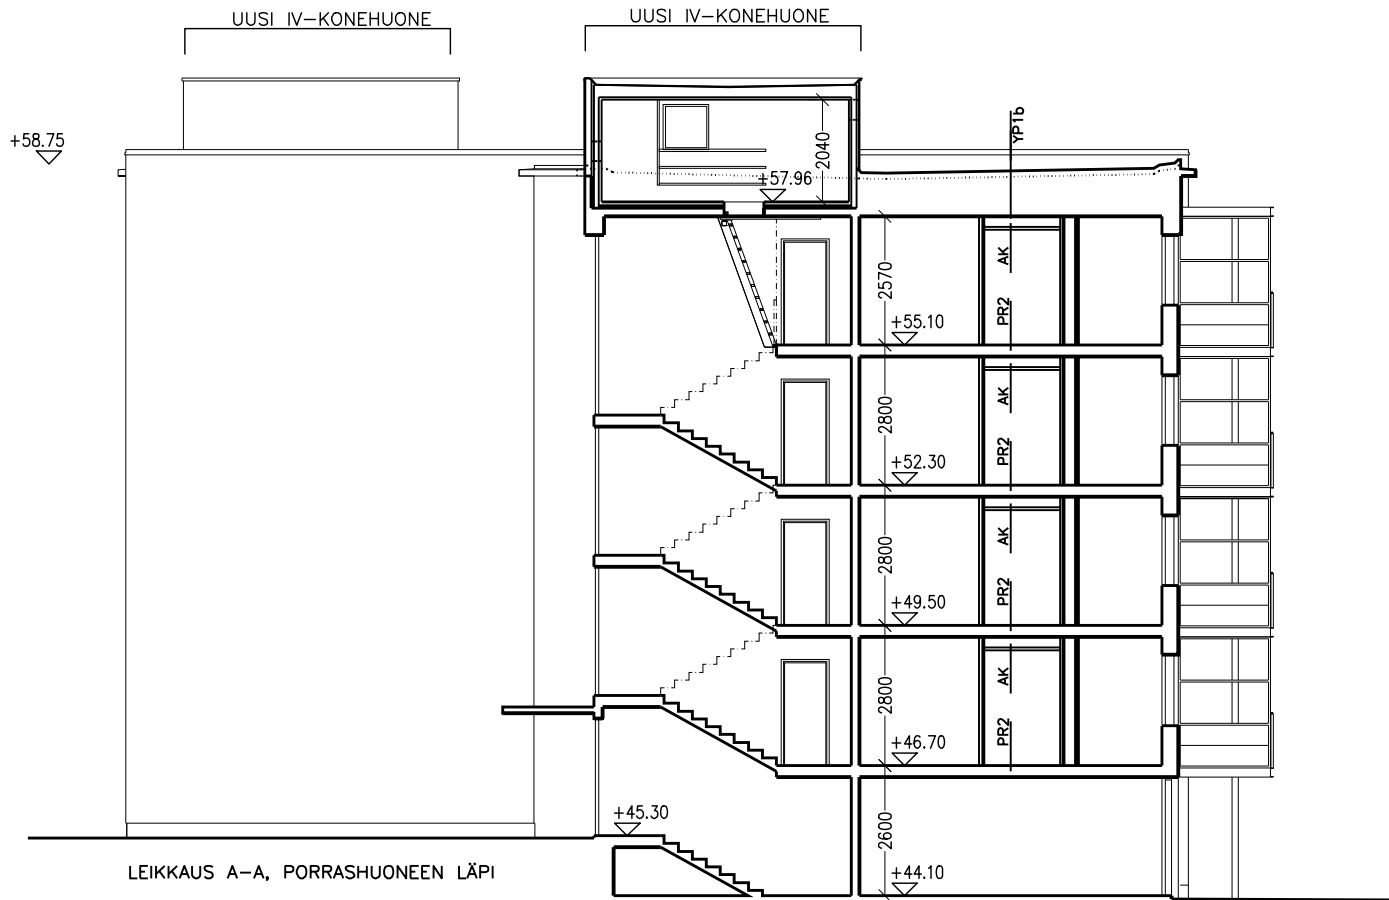 UUSI IV-KONEHUONE
UUSI IV-KONEHUONE
+58.75
YP1b
2040
+57.96
AK
2570
PR2
+55.10
AK
2800
PR2
+52.30
AK
2800
PR2
+49.50
AK
2800
PR2
+46.70
+45.30
2600
LEIKKAUS A-A, PORRASHUONEEN LÄPI
+44.10